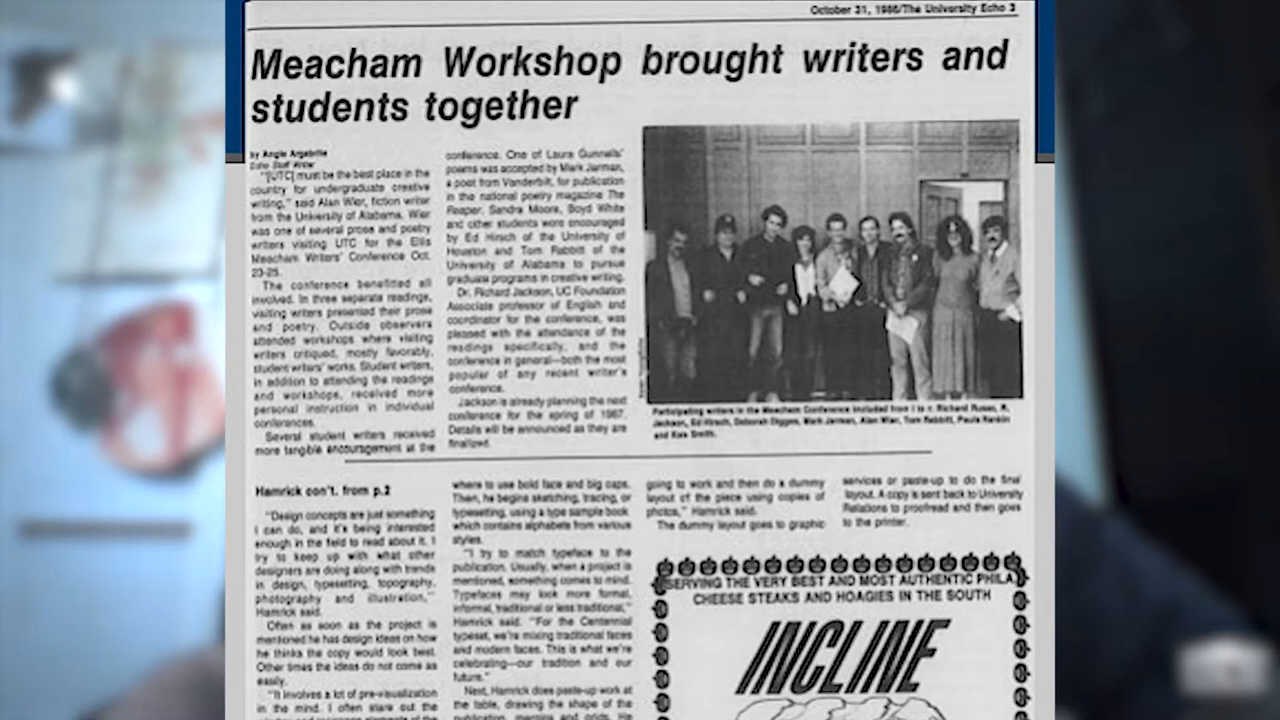 October 31, 1986/The University Echo 3
Meacham Workshop brought writers and
students together
by Angie Argabrite
Echo Staff Writer
"[UTC] must be the best place in the
country for undergraduate creative
writing," said Alan Wier, fiction writer
from the University of Alabama. Wier
was one of several prose and poetry
writers visiting UTC for the Ellis
Meacham Writers' Conference Oct.
23-25.
The conference benefitted all
involved. In three separate readings,
visiting writers presented their prose
and poetry. Outside observers
attended workshops where visiting
writers critiqued, mostly favorably,
student writers' works. Student writers,
in addition to attending the readings
and workshops, received more
personal instruction in individual
conferences.
Several student writers received
more tangible encouragement at the
conference. One of Laura Gunnells'
poems was accepted by Mark Jarman,
a poet from Vanderbilt, for publication
in the national poetry magazine The
Reaper. Sandra Moore, Boyd White
and other students were encouraged
by Ed Hirsch of the University of
Houston and Tom Rabbitt of the
University of Alabama to pursue
graduate programs in creative writing.
Dr. Richard Jackson, UC Foundation
Associate professor of English and
coordinator for the conference, was
pleased with the attendance of the
readings specifically, and the
conference in general—both the most
popular of any recent writer's
conference.
Jackson is already planning the next
conference for the spring of 1987.
Details will be announced as they are
finalized.
Participating writers in the Meacham Conference included from l to r: Richard Russo, R.
Jackson, Ed Hirsch, Deborah Digges, Mark Jarman, Alan Wier, Tom Rabbitt, Paula Rankin
and Smith.
Hamrick con't. from p.2
"Design concepts are just something
I can do, and it's being interested
enough in the field to read about it. I
try to keep up with what other
designers are doing along with trends
in design, typesetting, topography,
photography and illustration,"
Hamrick said.
Often as soon as the project is
mentioned he has design ideas on how
he thinks the copy would look best.
Other times the ideas do not come as
easily.
"It involves a lot of pre-visualization
in the mind. I often stare out the
where to use bold face and big caps.
Then, he begins sketching, tracing, or
typesetting, using a type sample book
which contains alphabets from various
styles.
"I try to match typeface to the
publication. Usually, when a project is
mentioned, something comes to mind.
Typefaces may look more formal,
informal, traditional or less traditional,"
Hamrick said. "For the Centennial
typeset, we're mixing traditional faces
and modern faces. This is what we're
celebrating—our tradition and our
future."
Next, Hamrick does paste-up work at
the table, drawing the shape of the
publication, margins and grids. He
going to work and then do a dummy
layout of the piece using copies of
photos," Hamrick said.
The dummy layout goes to graphic
services or paste-up to do the final
layout. A copy is sent back to University
Relations to proofread and then goes
to the printer.
SERVING THE VERY BEST AND MOST AUTHENTIC PHILA.
CHEESE STEAKS AND HOAGIES IN THE SOUTH
INCLINE